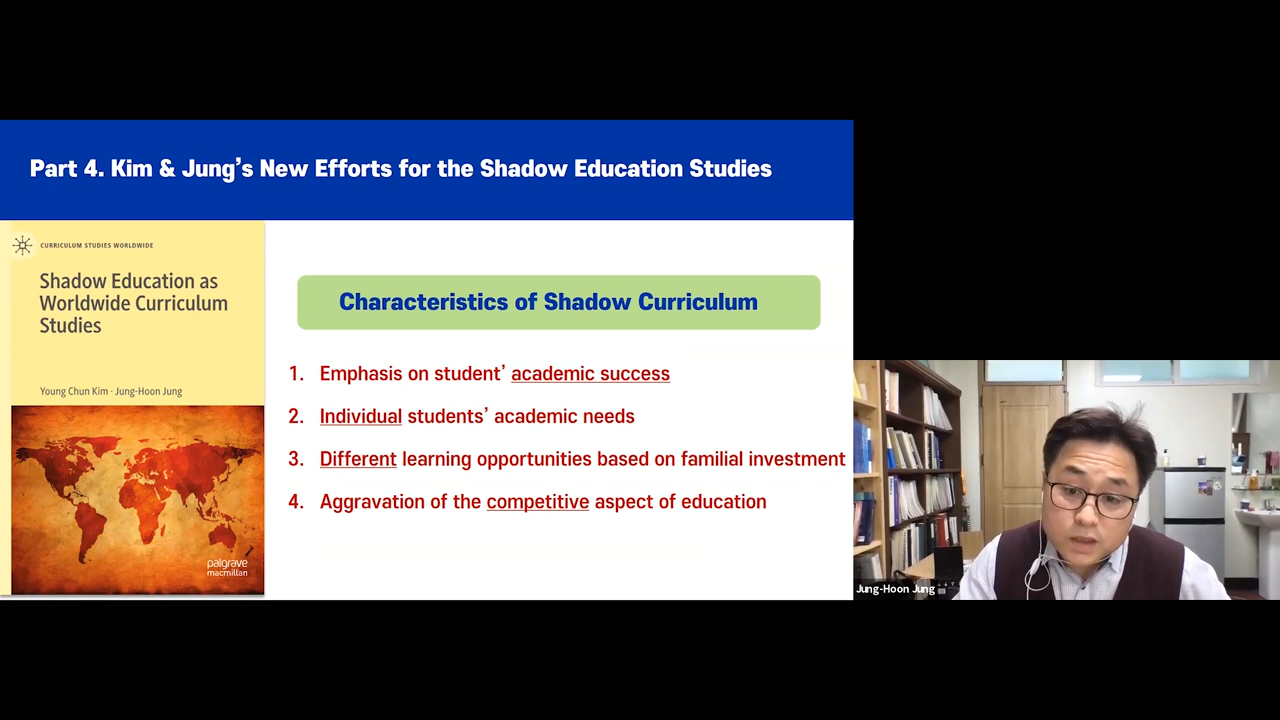 Part 4. Kim & Jung's New Efforts for the Shadow Education Studies
CURRICULUM STUDIES WORLDWIDE
Shadow Education as
Worldwide Curriculum
Studies
Young Chun Kim · Jung-Hoon Jung
palgrave
macmillan
Characteristics of Shadow Curriculum
1. Emphasis on student' academic success
2. Individual students' academic needs
3. Different learning opportunities based on familial investment
4. Aggravation of the competitive aspect of education
Jung-Hoon Jung